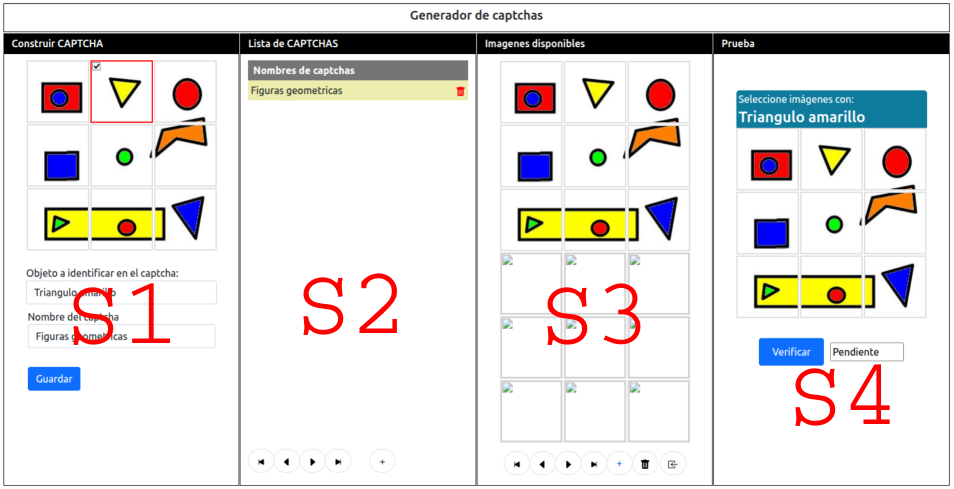 Generador de captchas
Construir CAPTCHA
Objeto a identificar en el captcha:
Triangulo amarillo
Nombre del captcha
Figuras geometricas
Guardar
S1
Lista de CAPTCHAS
Nombres de captchas
Figuras geometricas
S2
Imagenes disponibles
S3
Prueba
Seleccione imágenes con:
Triangulo amarillo
Verificar
Pendiente
S4